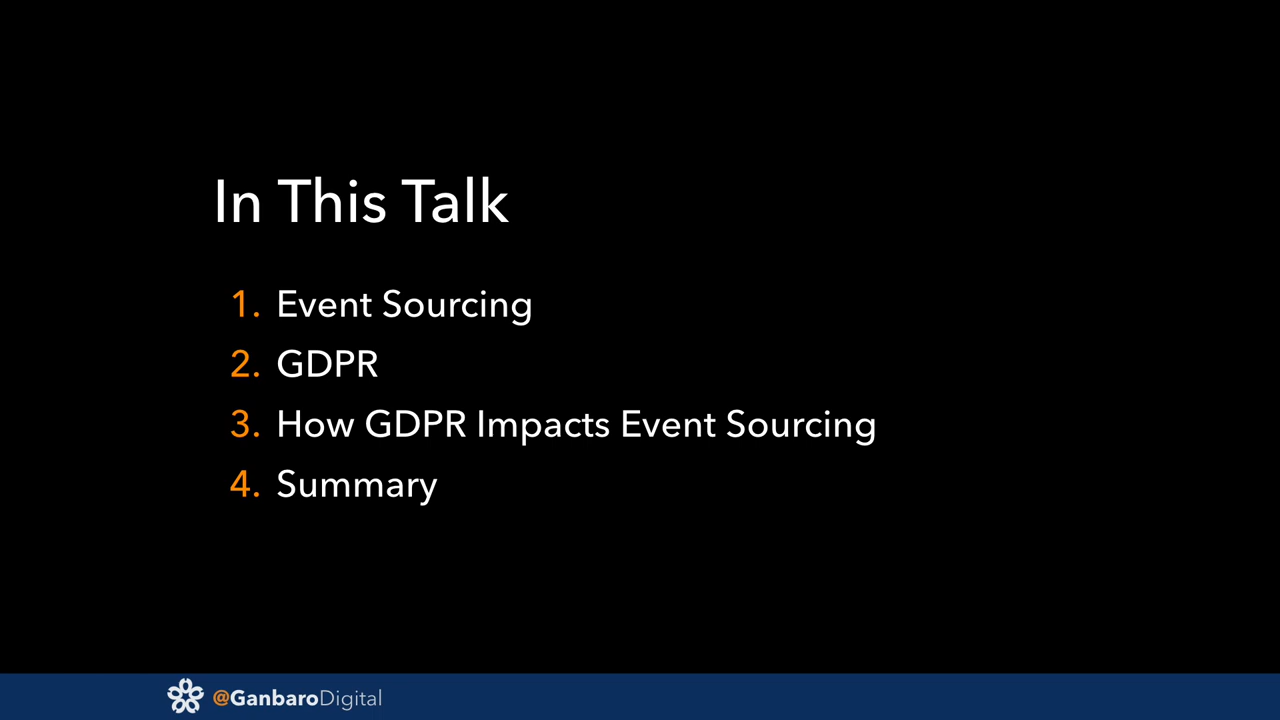 In This Talk
1. Event Sourcing
2. GDPR
3. How GDPR Impacts Event Sourcing
4. Summary
@GanbaroDigital